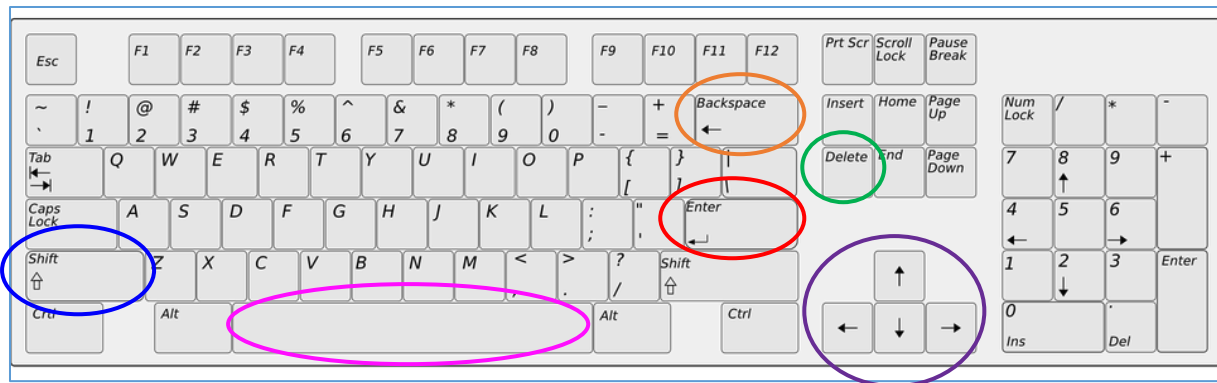 Esc F1 F2 F3 F4 F5 F6 F7 F8 F9 F10 F11 F12 Prt Scr Scroll Lock Pause Break
~ ! @ # $ % ^ & * ( ) – + Backspace Insert Home Page Up Num Lock / * -
` 1 2 3 4 5 6 7 8 9 0 - = ←
Tab Q W E R T Y U I O P { } | Delete End Page Down 7 8 9 +
[ ] \ ↑
Caps Lock A S D F G H J K L : " Enter 4 5 6
; ' ← →
Shift Z X C V B N M < > ? Shift ↑ 1 2 3 Enter
⇧ , . / ⇧ ↓
Crtl Alt Alt Ctrl ← ↓ → 0 .
Ins Del